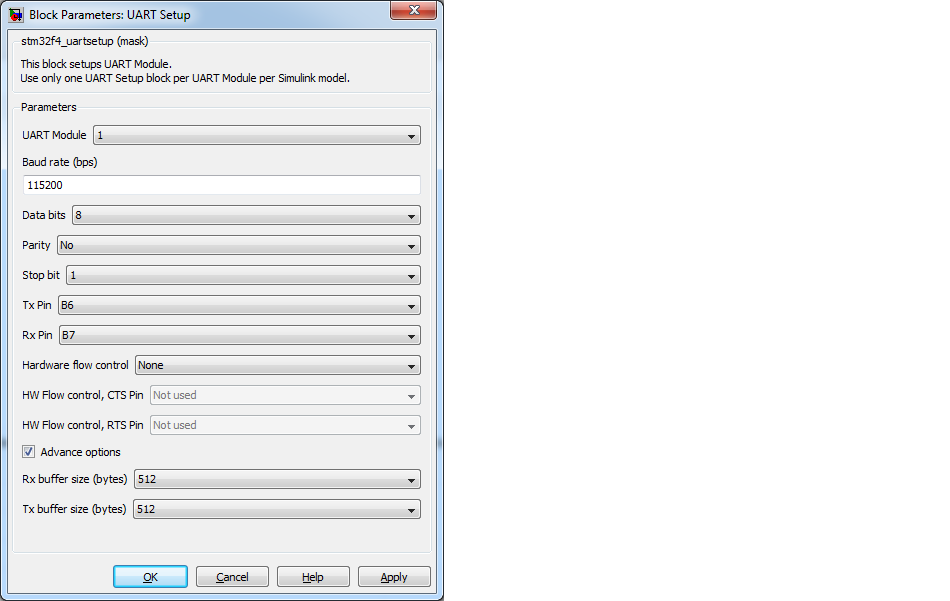 Block Parameters: UART Setup
stm32f4_uartsetup (mask)
This block setups UART Module.
Use only one UART Setup block per UART Module per Simulink model.
Parameters
UART Module 1
Baud rate (bps)
115200
Data bits 8
Parity No
Stop bit 1
Tx Pin B6
Rx Pin B7
Hardware flow control None
HW Flow control, CTS Pin Not used
HW Flow control, RTS Pin Not used
Advance options
Rx buffer size (bytes) 512
Tx buffer size (bytes) 512
OK Cancel Help Apply